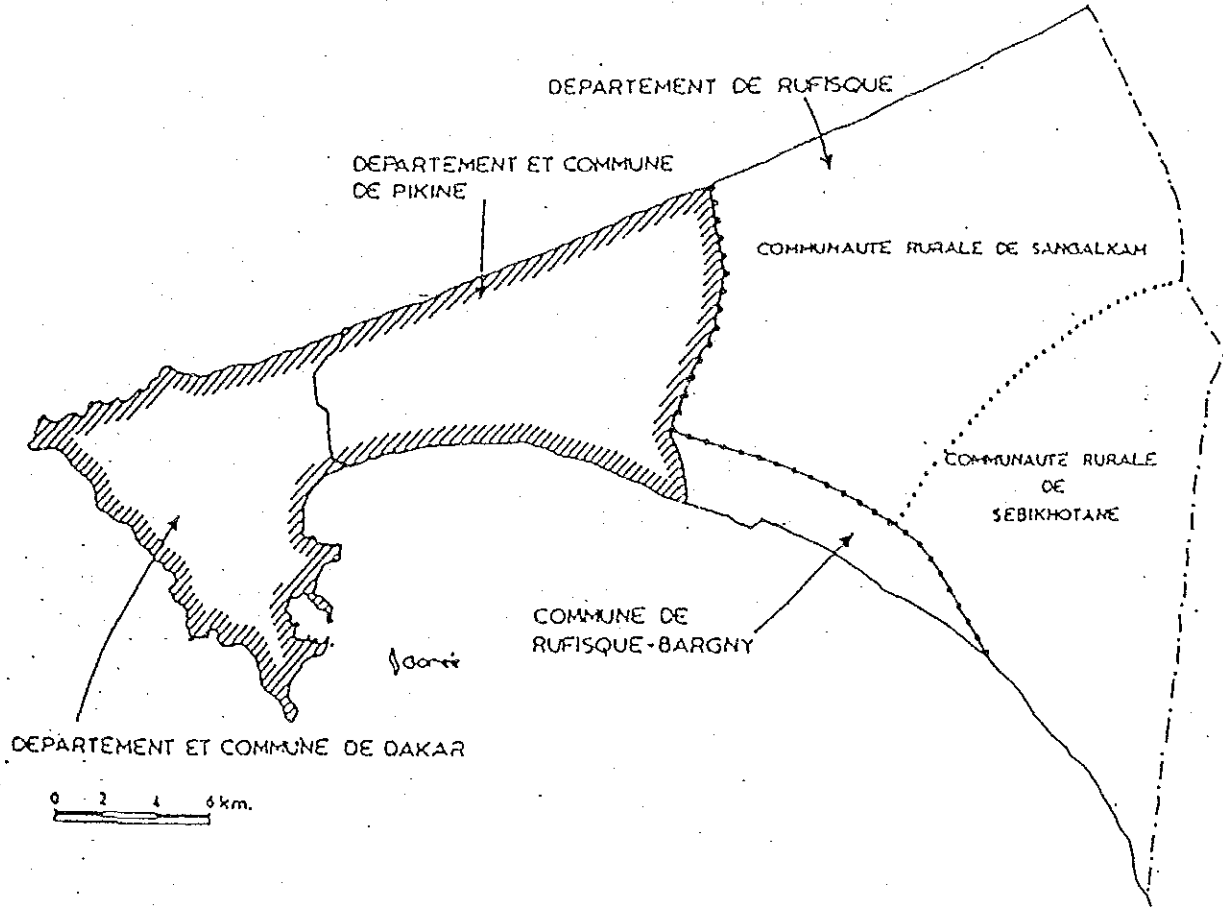 DEPARTEMENT DE RUFISQUE
DEPARTEMENT ET COMMUNE
DE PIKINE
COMMUNAUTE RURALE DE SANGALKAM
COMMUNAUTE RURALE
DE
SEBIKHOTANE
COMMUNE DE
RUFISQUE-BARGNY
Gorée
DEPARTEMENT ET COMMUNE DE DAKAR
0 2 4 6 km.